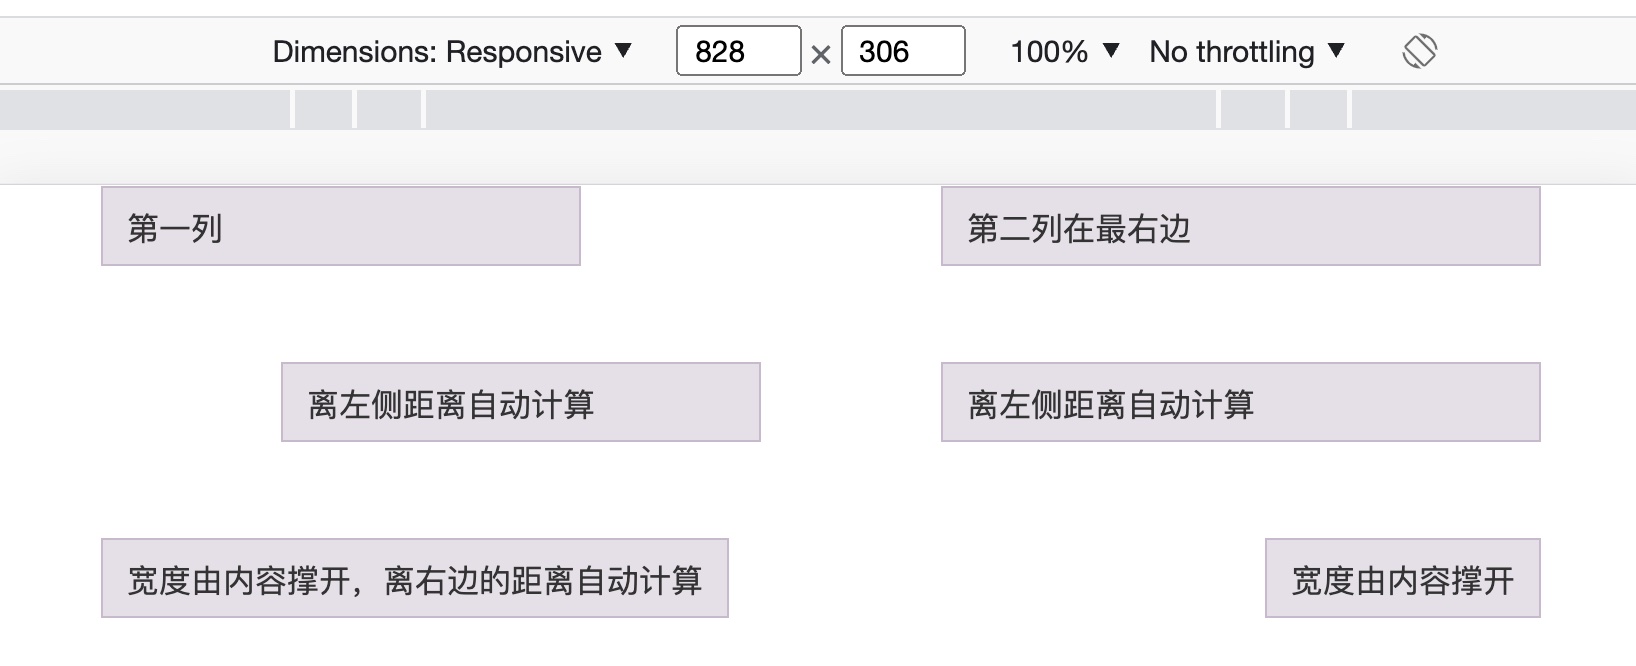 Dimensions: Responsive ▼ 828 × 306 100% ▼ No throttling ▼
第一列 第二列在最右边
离左侧距离自动计算 离左侧距离自动计算
宽度由内容撑开，离右边的距离自动计算 宽度由内容撑开